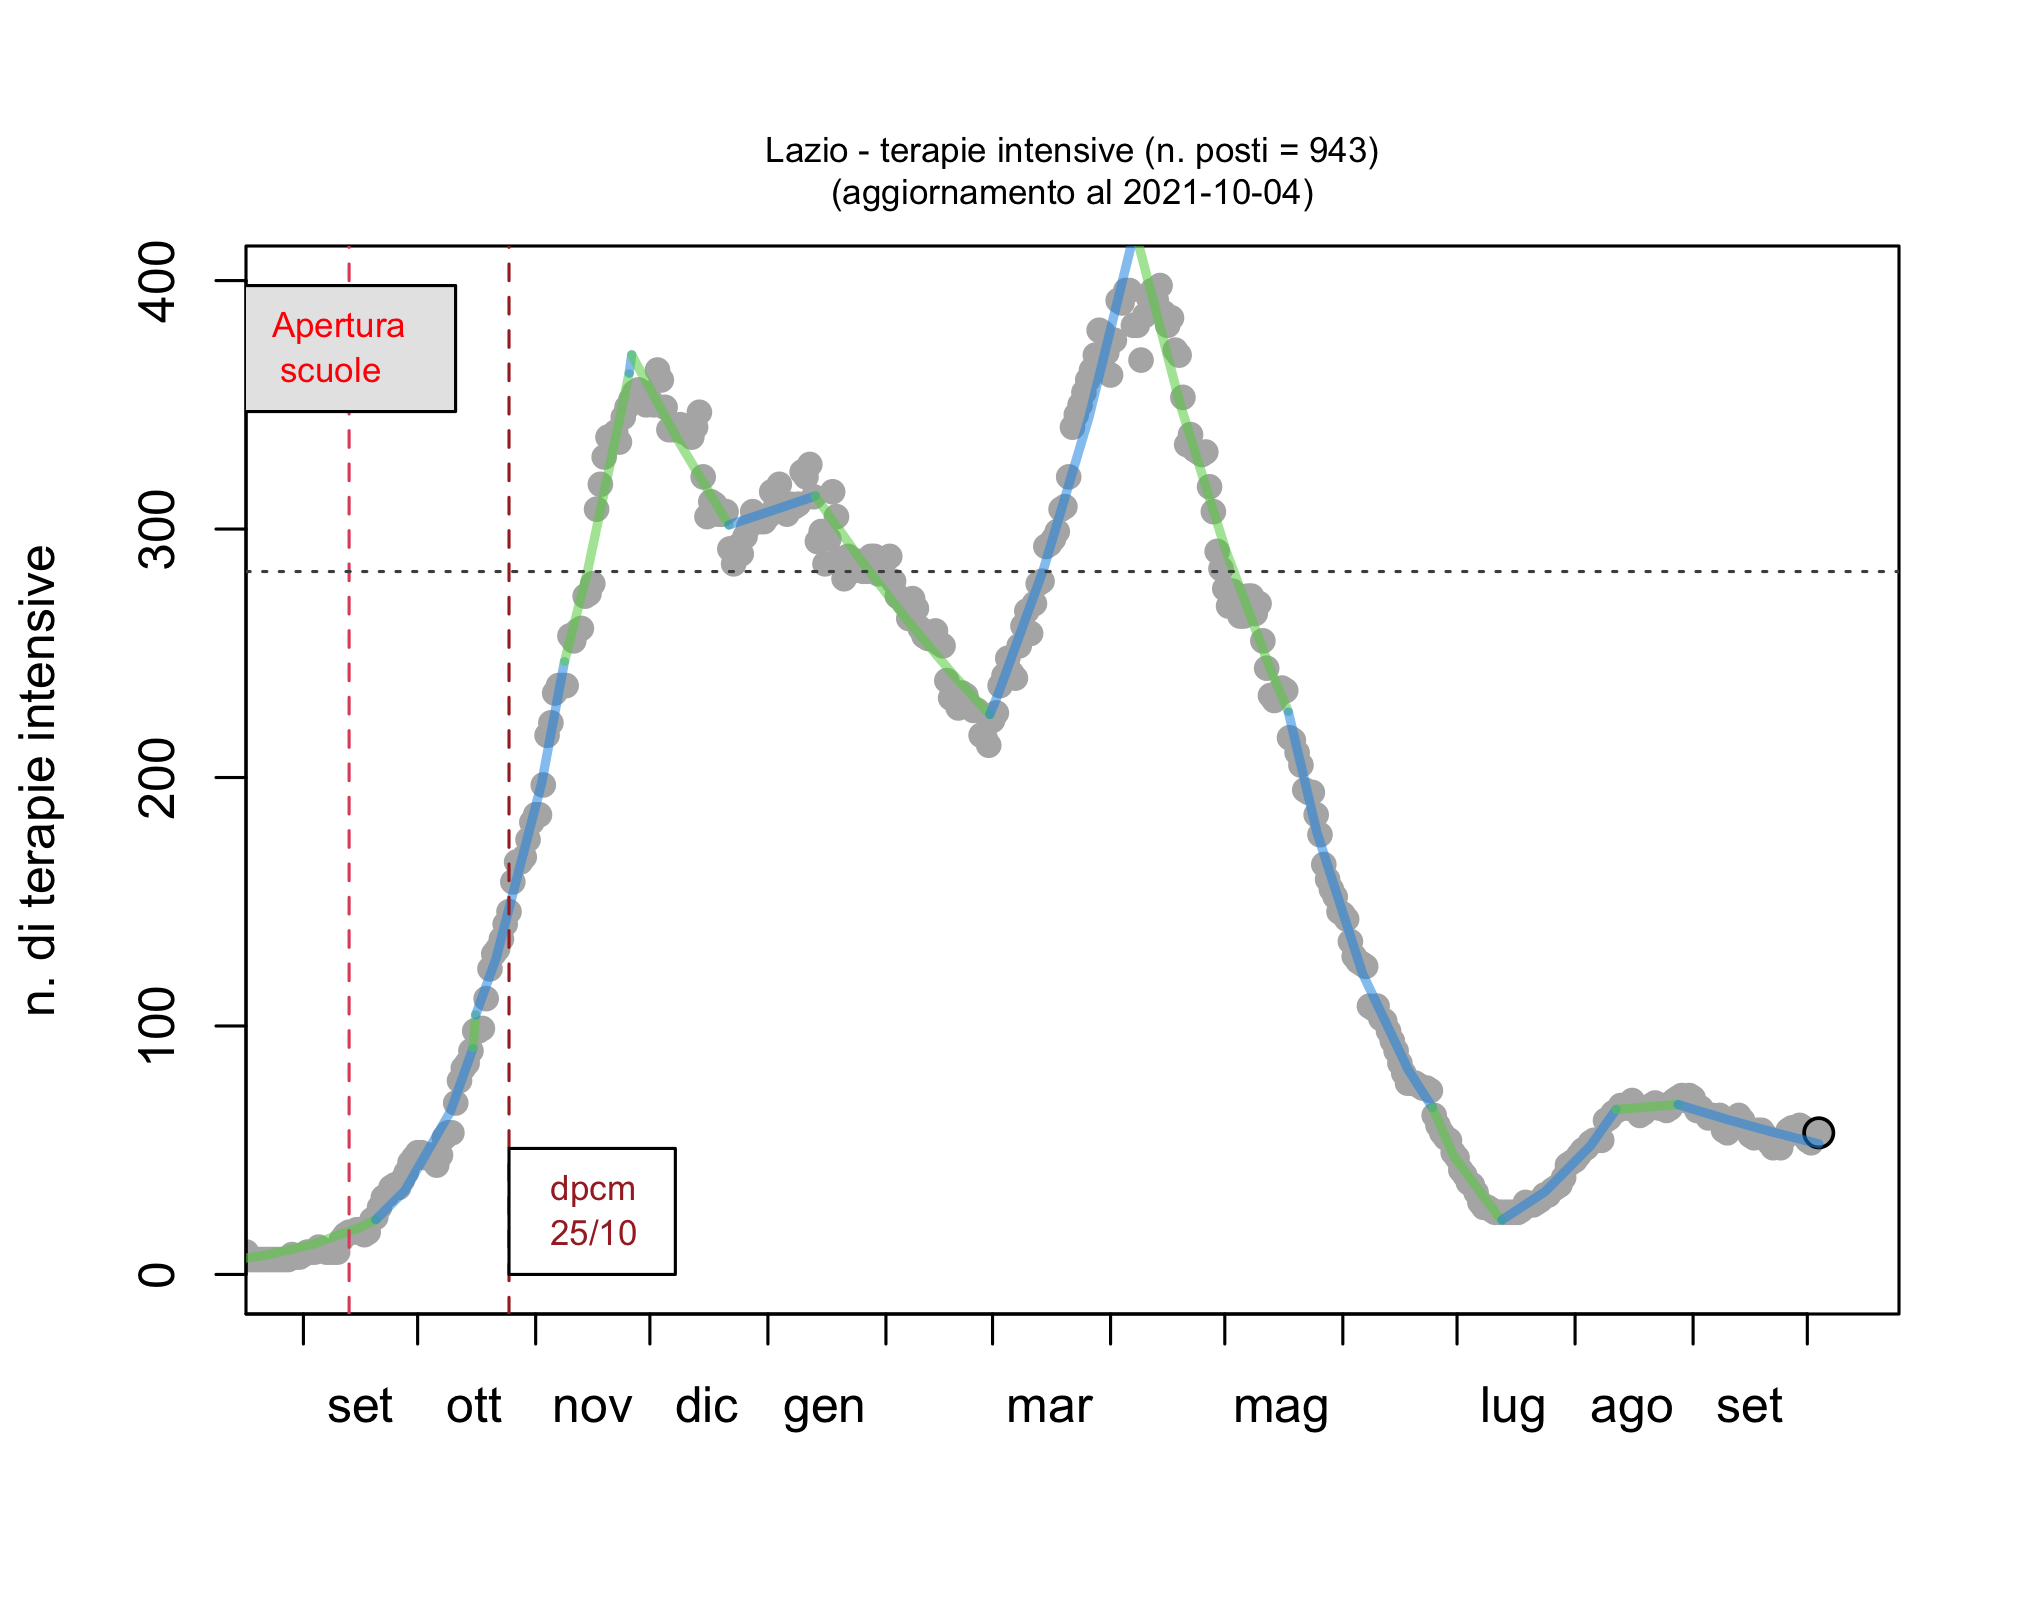 Lazio - terapie intensive (n. posti = 943)
(aggiornamento al 2021-10-04)
n. di terapie intensive
400
300
200
100
0
Apertura
scuole
dpcm
25/10
set ott nov dic gen mar mag lug ago set